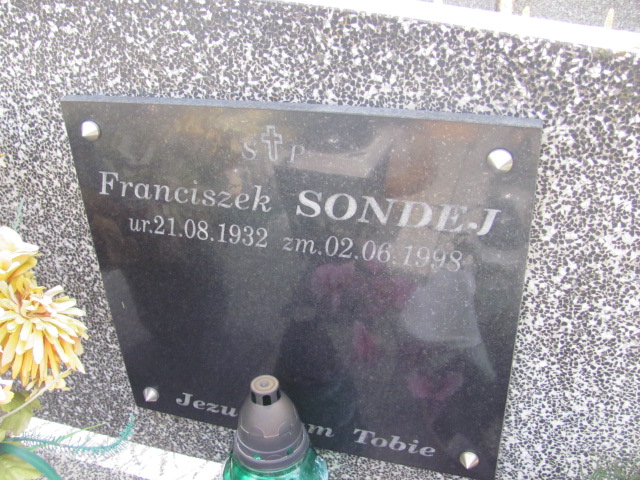 S P
Franciszek SONDEJ
ur.21.08.1932 zm.02.06.1998
Jezu Tobie